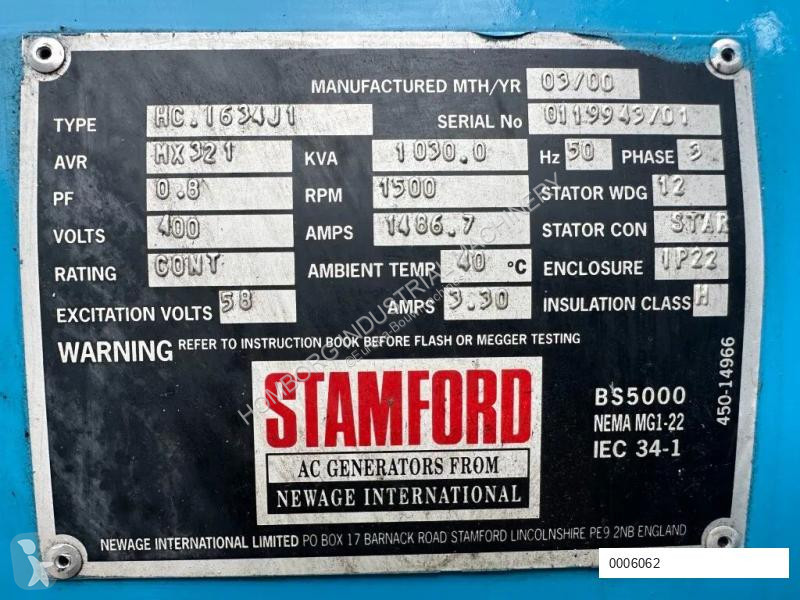 MANUFACTURED MTH/YR 03/00
TYPE HC.1634J1 SERIAL No 0119943/01
AVR MX321 KVA 1030.0 Hz 50 PHASE 3
PF 0.8 RPM 1500 STATOR WDG 12
VOLTS 400 AMPS 1486.7 STATOR CON STAR
RATING CONT AMBIENT TEMP 40 °C ENCLOSURE IP22
EXCITATION VOLTS 58 AMPS 3.30 INSULATION CLASS H
WARNING REFER TO INSTRUCTION BOOK BEFORE FLASH OR MEGGER TESTING
STAMFORD
AC GENERATORS FROM
NEWAGE INTERNATIONAL
BS5000
NEMA MG1-22
IEC 34-1
450-14966
NEWAGE INTERNATIONAL LIMITED PO BOX 17 BARNACK ROAD STAMFORD LINCOLNSHIRE PE9 2NB ENGLAND
HOMBORG INDUSTRIAL MACHINERY
0006062